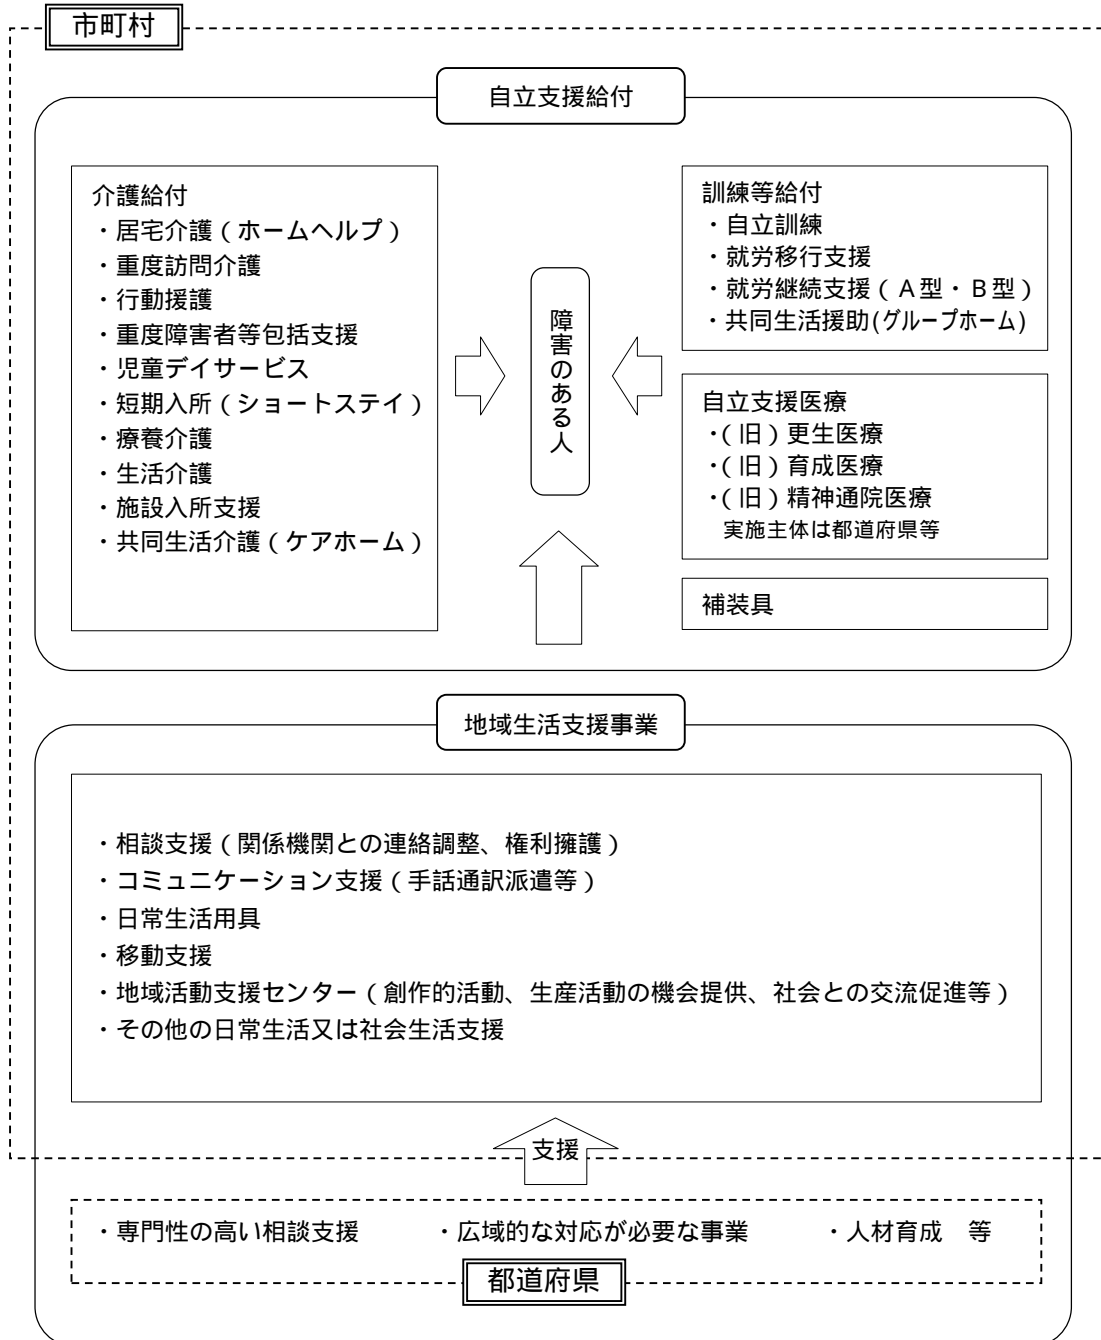 市町村
自立支援給付
介護給付
・居宅介護(ホームヘルプ)
・重度訪問介護
・行動援護
・重度障害者等包括支援
・児童デイサービス
・短期入所(ショートステイ)
・療養介護
・生活介護
・施設入所支援
・共同生活介護(ケアホーム)
障害のある人
訓練等給付
・自立訓練
・就労移行支援
・就労継続支援(A型・B型)
・共同生活援助(グループホーム)
自立支援医療
・(旧)更生医療
・(旧)育成医療
・(旧)精神通院医療
実施主体は都道府県等
補装具
地域生活支援事業
・相談支援(関係機関との連絡調整、権利擁護)
・コミュニケーション支援(手話通訳派遣等)
・日常生活用具
・移動支援
・地域活動支援センター(創作的活動、生産活動の機会提供、社会との交流促進等)
・その他の日常生活又は社会生活支援
支援
・専門性の高い相談支援 ・広域的な対応が必要な事業 ・人材育成 等
都道府県